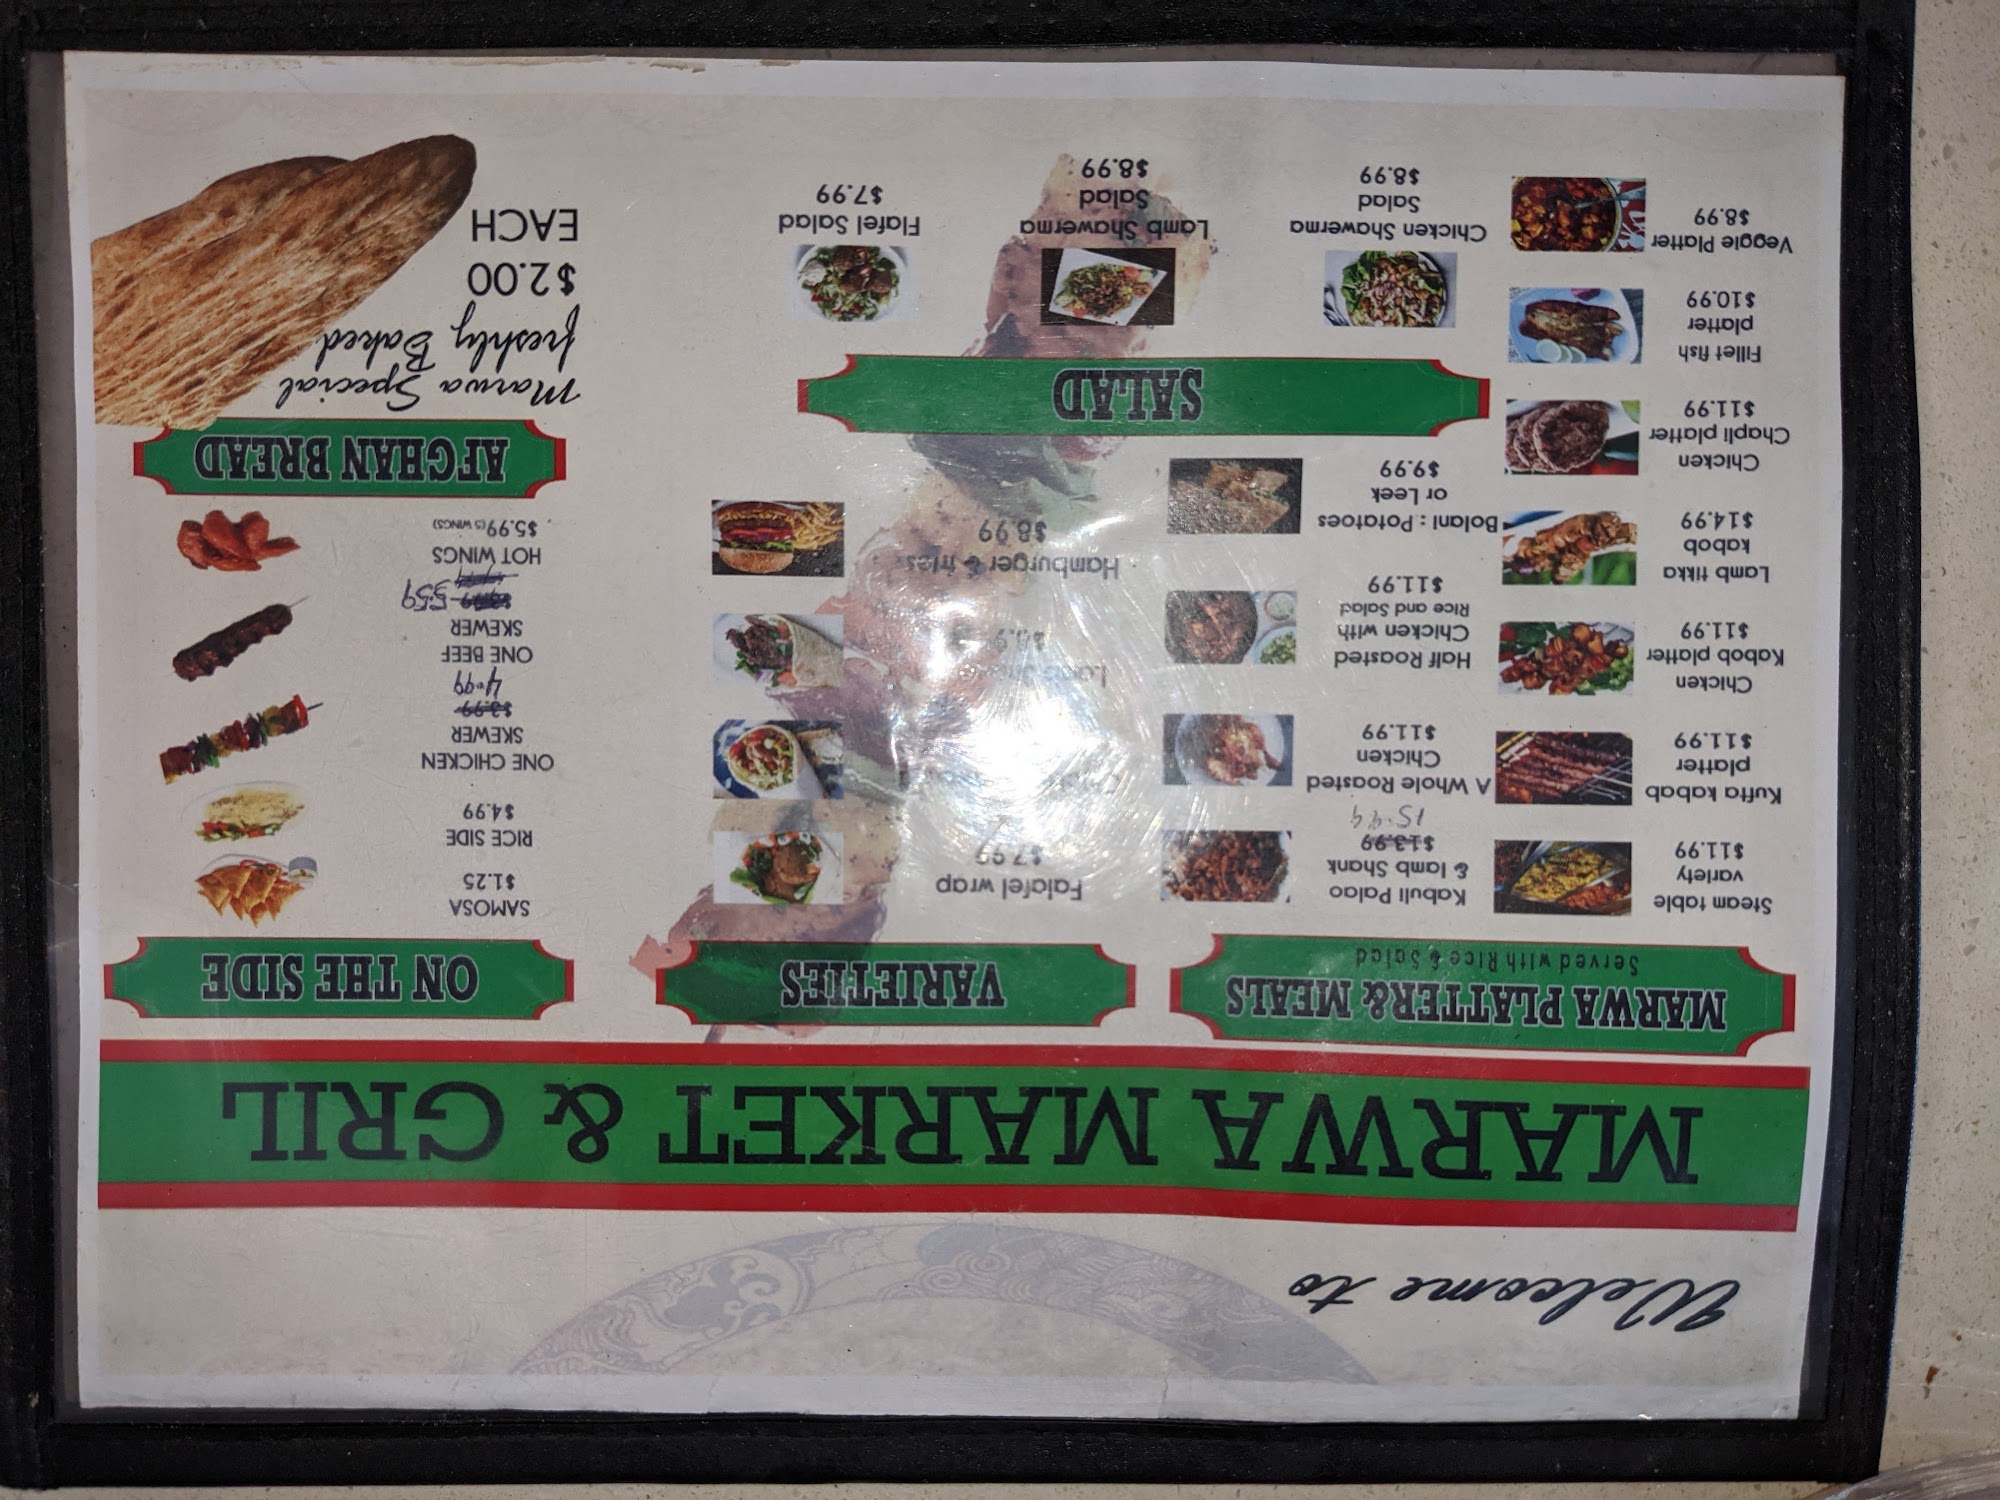 Welcome to
MARWA MARKET & GRIL
MARWA PLATTER& MEALS
Served with Rice & Salad
Steam table
variety
$11.99
Kuffa kabab
platter
$11.99
Chicken
Kabob platter
$11.99
Lamb tikka
kabob
$14.99
Chicken
Chapli platter
$11.99
Fillet fish
platter
$10.99
Veggie Platter
$8.99
Kabuli Palao
& lamb Shank
$13.99
15.99
A Whole Roasted
Chicken
$11.99
Half Roasted
Chicken with
Rice and Salad
$11.99
Bolani : Potatoes
or Leek
$9.99
VARIETIES
Falafel wrap
$7.99
Hamburger & fries
$8.99
SALAD
Chicken Shawerma
Salad
$8.99
Lamb Shawerma
Salad
$8.99
Flafel Salad
$7.99
ON THE SIDE
SAMOSA
$1.25
RICE SIDE
$4.99
ONE CHICKEN
SKEWER
$3.99
4.99
ONE BEEF
SKEWER
5.59
HOT WINGS
$5.99 (5 WINGS)
AFGHAN BREAD
Marwa Special
freshly Baked
$2.00
EACH